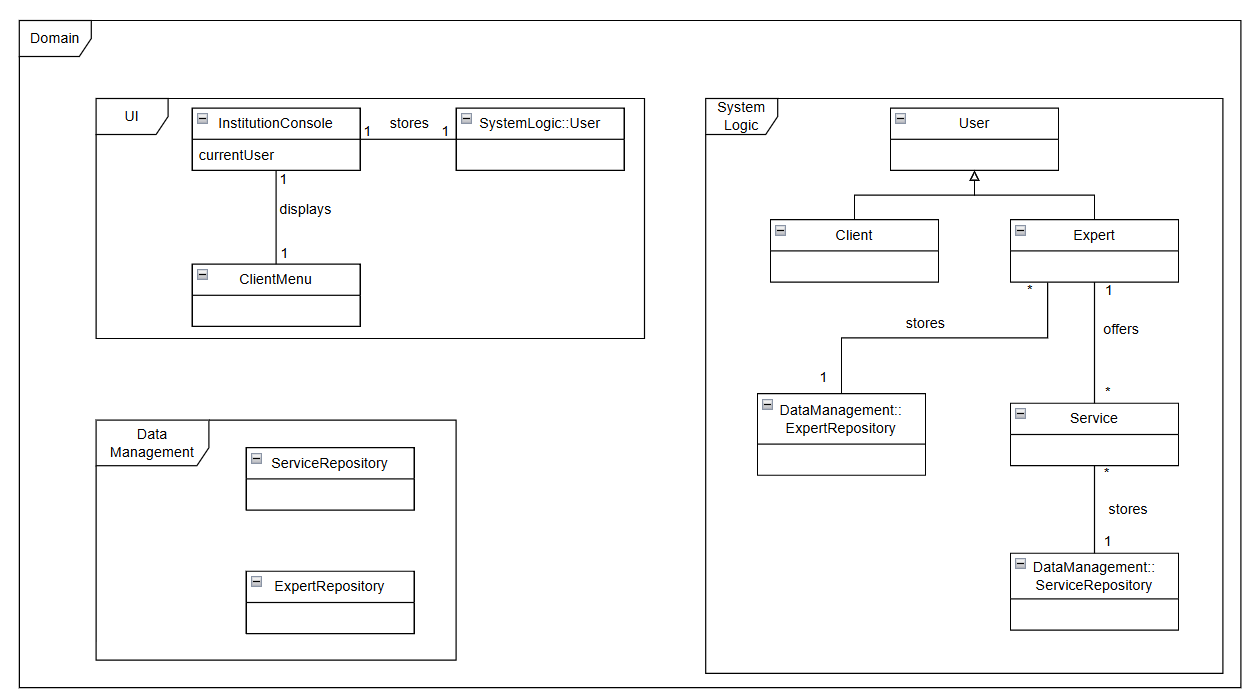 Domain
UI
InstitutionConsole
currentUser
1
stores
1
SystemLogic::User
1
displays
1
ClientMenu
Data
Management
ServiceRepository
ExpertRepository
System
Logic
User
Client
Expert
*
stores
1
DataManagement::
ExpertRepository
1
offers
*
Service
*
stores
1
DataManagement::
ServiceRepository